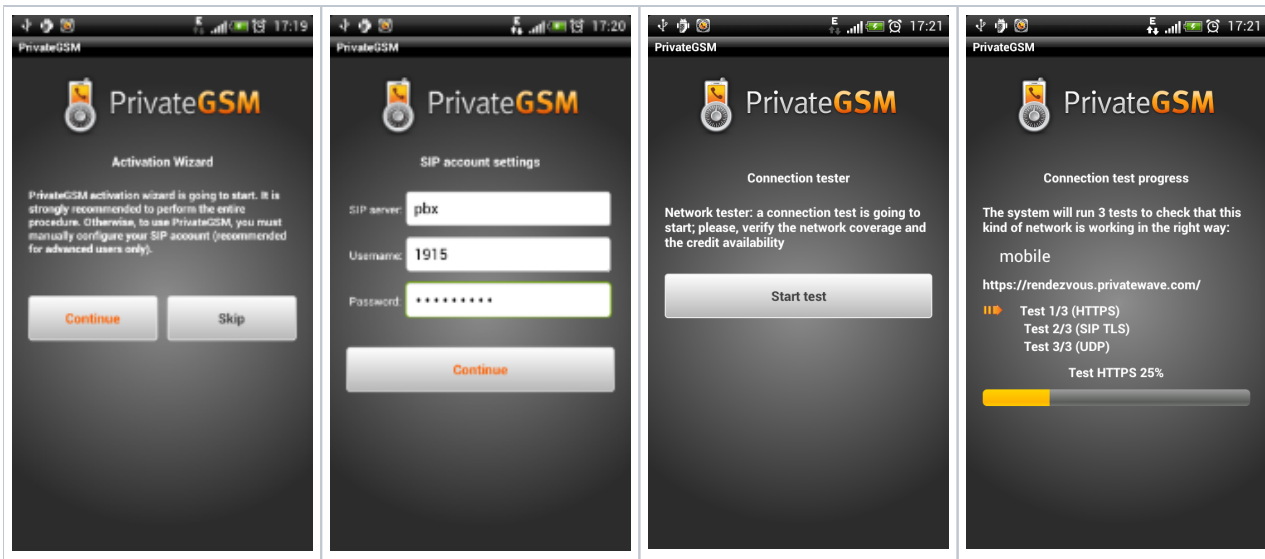 E 17:19
PrivateGSM
PrivateGSM
Activation Wizard
PrivateGSM activation wizard is going to start. It is
strongly recommended to perform the entire
procedure. Otherwise, to use PrivateGSM, you must
manually configure your SIP account (recommended
for advanced users only).
Continue Skip
E 17:20
PrivateGSM
PrivateGSM
SIP account settings
SIP server: pbx
Username: 1915
Password: •••••••••
Continue
E 17:21
PrivateGSM
PrivateGSM
Connection tester
Network tester: a connection test is going to
start; please, verify the network coverage and
the credit availability
Start test
E 17:21
PrivateGSM
PrivateGSM
Connection test progress
The system will run 3 tests to check that this
kind of network is working in the right way:
mobile
https://rendezvous.privatewave.com/
Test 1/3 (HTTPS)
Test 2/3 (SIP TLS)
Test 3/3 (UDP)
Test HTTPS 25%